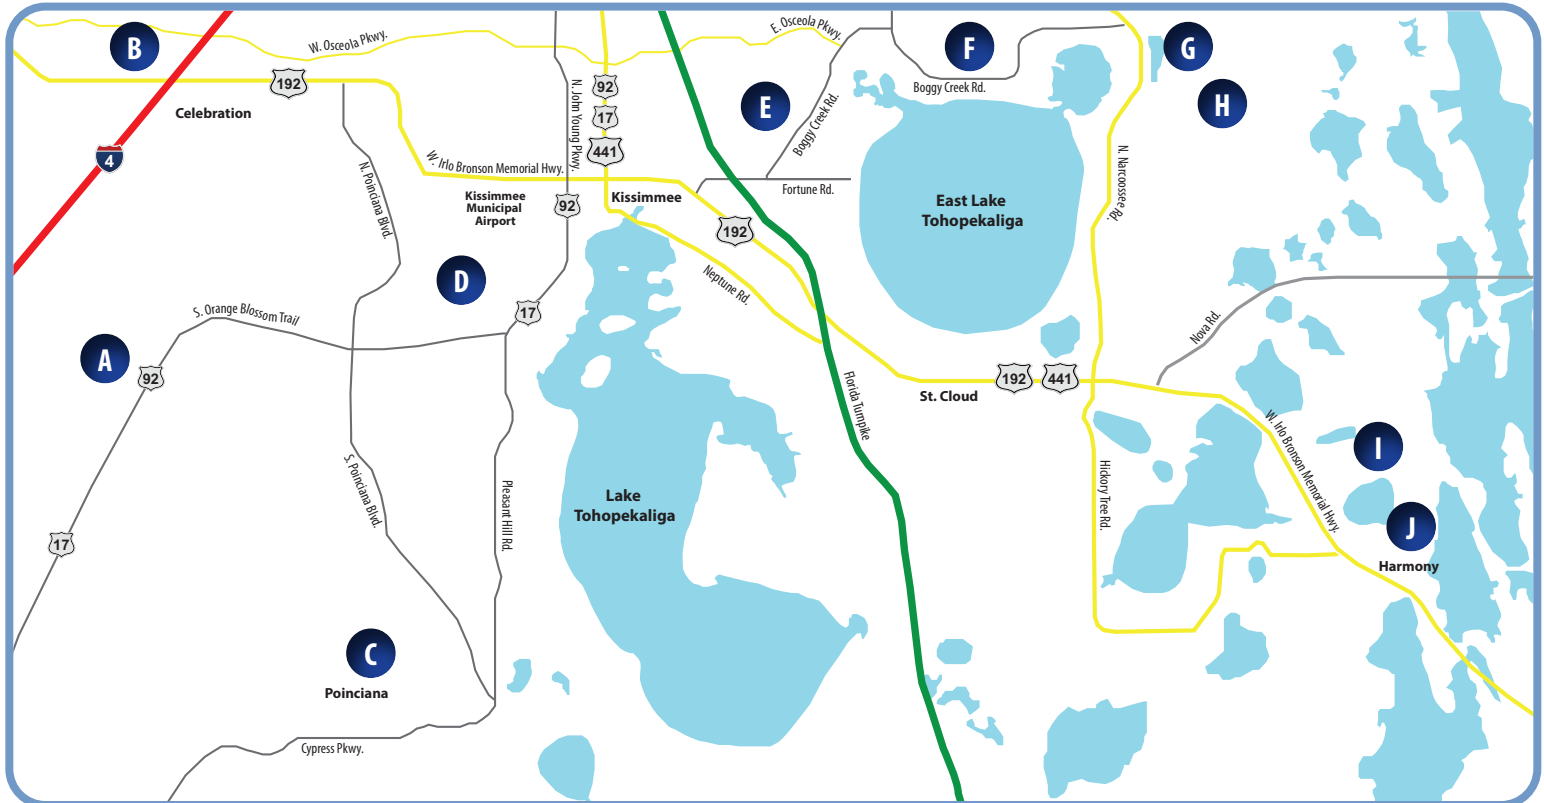 B
W. Osceola Pkwy.
E. Osceola Pkwy.
F
G
192
92
N. John Young Pkwy.
Boggy Creek Rd.
H
E
Celebration
17
Boggy Creek Rd.
4
441
W. Irlo Bronson Memorial Hwy.
N. Poinciana Blvd.
N. Narcoossee Rd.
Fortune Rd.
Kissimmee
Municipal
Airport
92
Kissimmee
East Lake
Tohopekaliga
192
D
Neptune Rd.
S. Orange Blossom Trail
17
Nova Rd.
A
92
192
441
St. Cloud
Florida Turnpike
W. Irlo Bronson Memorial Hwy.
I
S. Poinciana Blvd.
Pleasant Hill Rd.
Lake
Tohopekaliga
Hickory Tree Rd.
J
17
Harmony
C
Poinciana
Cypress Pkwy.